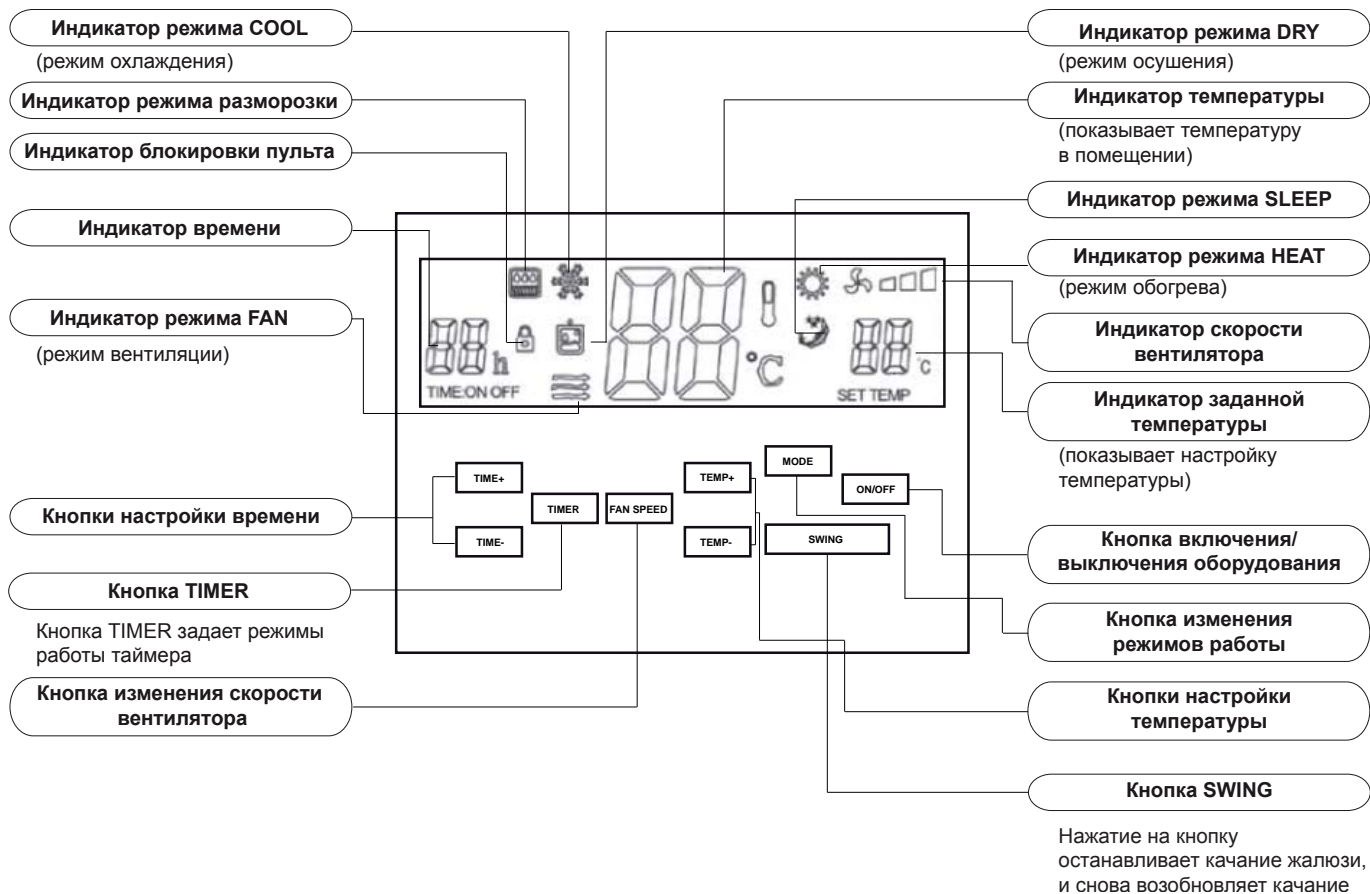 Индикатор режима COOL
(режим охлаждения)
Индикатор режима разморозки
Индикатор блокировки пульта
Индикатор времени
Индикатор режима FAN
(режим вентиляции)
Кнопки настройки времени
Кнопка TIMER
Кнопка TIMER задает режимы
работы таймера
Кнопка изменения скорости
вентилятора
88 h
TIME:ON OFF
88 °C
88 °C
SET TEMP
TIME+
TIME-
TIMER
FAN SPEED
TEMP+
TEMP-
MODE
ON/OFF
SWING
Индикатор режима DRY
(режим осушения)
Индикатор температуры
(показывает температуру
в помещении)
Индикатор режима SLEEP
Индикатор режима HEAT
(режим обогрева)
Индикатор скорости
вентилятора
Индикатор заданной
температуры
(показывает настройку
температуры)
Кнопка включения/
выключения оборудования
Кнопка изменения
режимов работы
Кнопки настройки
температуры
Кнопка SWING
Нажатие на кнопку
останавливает качание жалюзи,
и снова возобновляет качание